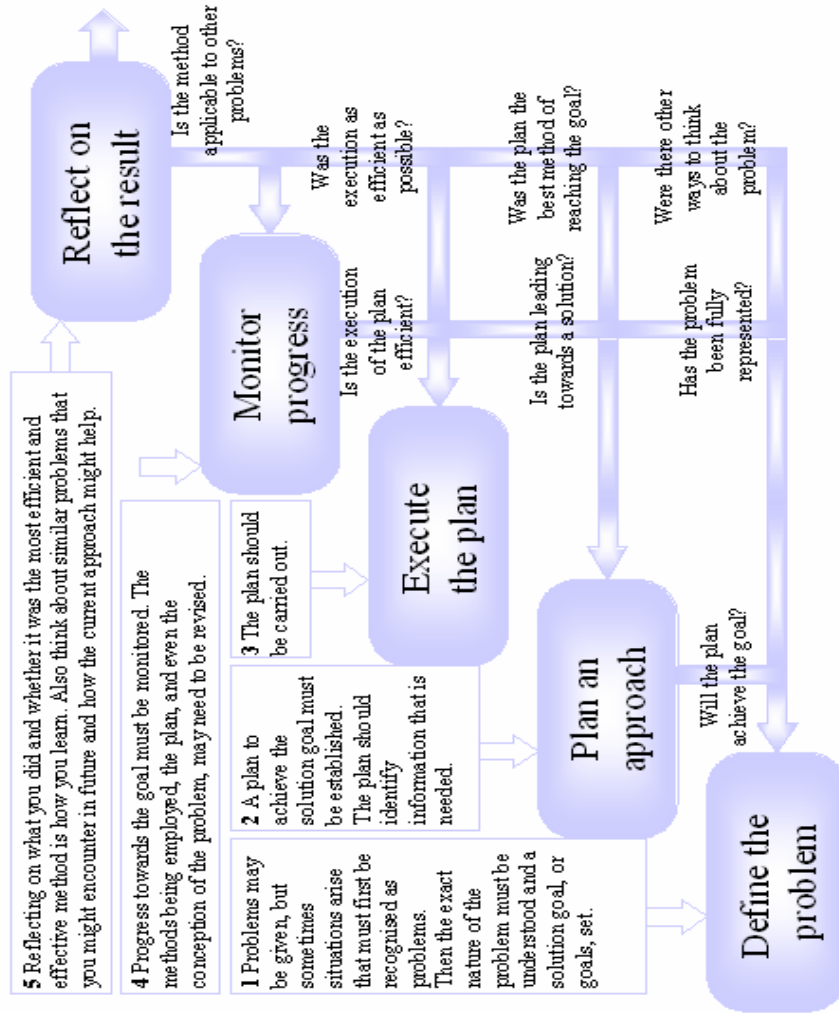 5 Reflecting on what you did and whether it was the most efficient and
effective method is how you learn. Also think about similar problems that
you might encounter in future and how the current approach might help.
Reflect on
the result
4 Progress towards the goal must be monitored. The
methods being employed, the plan, and even the
conception of the problem, may need to be revised.
Monitor
progress
Is the method
applicable to other
problems?
3 The plan should
be carried out.
Execute
the plan
Is the execution
of the plan
efficient?
Was the
execution as
efficient as
possible?
2 A plan to
achieve the
solution goal must
be established.
The plan should
identify
information that is
needed.
Plan an
approach
Is the plan leading
towards a solution?
Was the plan the
best method of
reaching the goal?
1 Problems may
be given, but
sometimes
situations arise
that must first be
recognised as
problems.
Then the exact
nature of the
problem must be
understood and a
solution goal, or
goals, set.
Define the
problem
Will the plan
achieve the goal?
Has the problem
been fully
represented?
Were there other
ways to think
about the
problem?